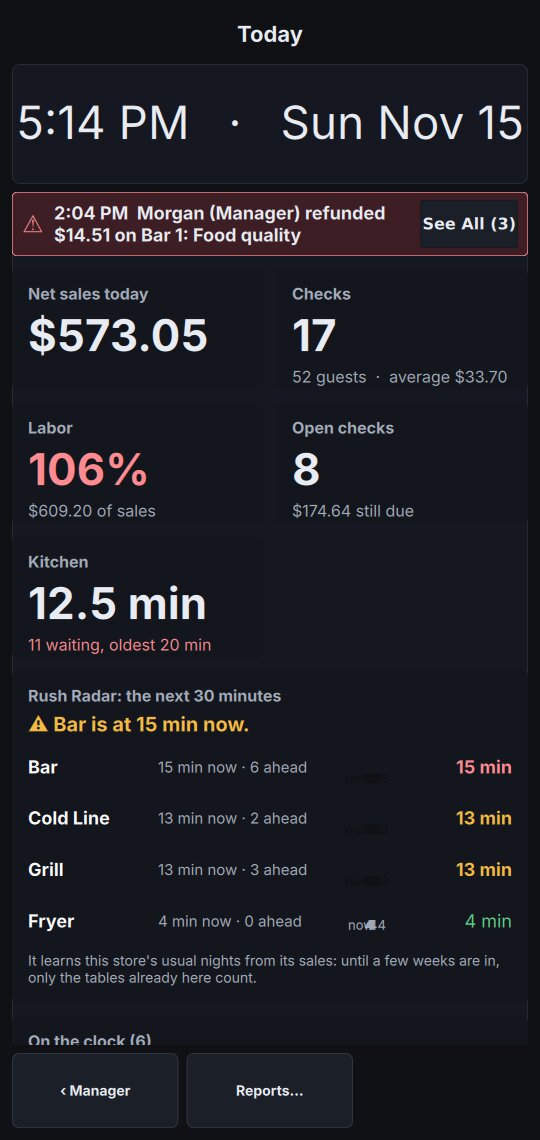 Today
5:14 PM · Sun Nov 15
⚠ 2:04 PM Morgan (Manager) refunded
$14.51 on Bar 1: Food quality
See All (3)
Net sales today
$573.05
Checks
17
52 guests · average $33.70
Labor
106%
$609.20 of sales
Open checks
8
$174.64 still due
Kitchen
12.5 min
11 waiting, oldest 20 min
Rush Radar: the next 30 minutes
⚠ Bar is at 15 min now.
Bar 15 min now · 6 ahead 15 min
Cold Line 13 min now · 2 ahead 13 min
Grill 13 min now · 3 ahead 13 min
Fryer 4 min now · 0 ahead 4 min
It learns this store's usual nights from its sales: until a few weeks are in,
only the tables already here count.
On the clock (6)
‹ Manager
Reports...